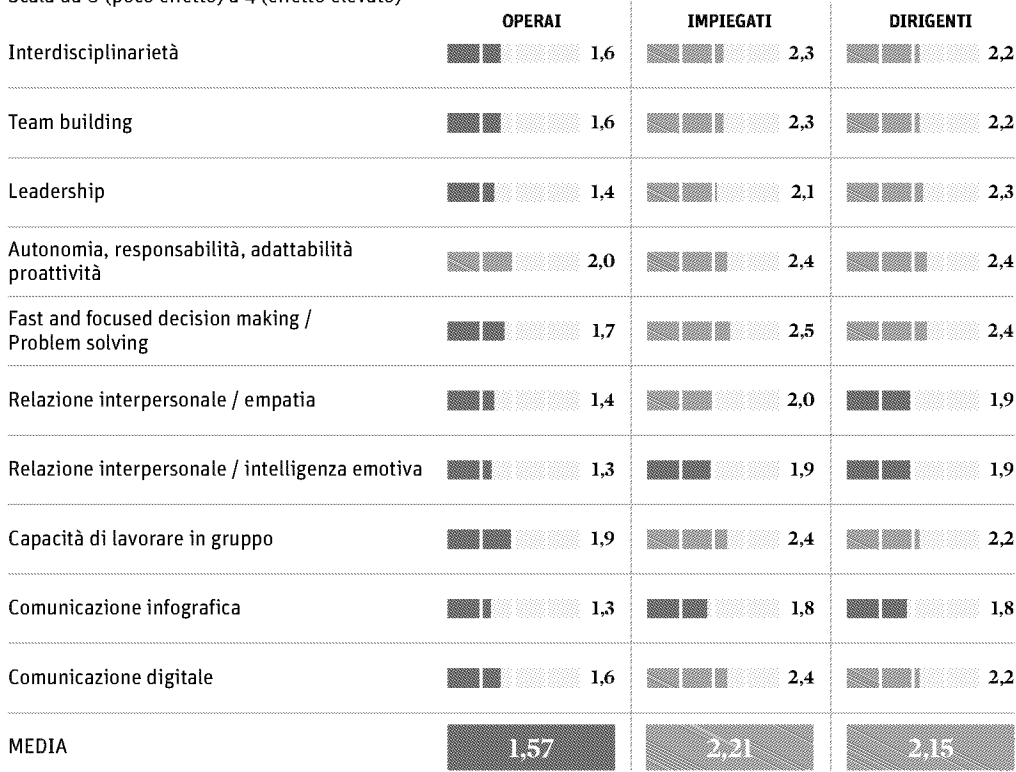 OPERAI IMPIEGATI DIRIGENTI
Interdisciplinarietà 1,6 2,3 2,2
Team building 1,6 2,3 2,2
Leadership 1,4 2,1 2,3
Autonomia, responsabilità, adattabilità
proattività 2,0 2,4 2,4
Fast and focused decision making /
Problem solving 1,7 2,5 2,4
Relazione interpersonale / empatia 1,4 2,0 1,9
Relazione interpersonale / intelligenza emotiva 1,3 1,9 1,9
Capacità di lavorare in gruppo 1,9 2,4 2,2
Comunicazione infografica 1,3 1,8 1,8
Comunicazione digitale 1,6 2,4 2,2
MEDIA 1,57 2,21 2,15